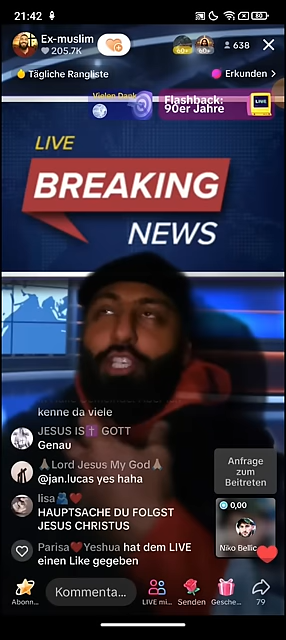 21:42
60
Ex-muslim
205.7K
60+
60+
638
Tägliche Rangliste
Erkunden >
Vielen Dank
Flashback:
90er Jahre
LIVE
LIVE
BREAKING
NEWS
kenne da viele
JESUS IS✝️ GOTT
Genau
🙏Lord Jesus My God🙏
@jan.lucas yes haha
lisa🫂❤️
HAUPTSACHE DU FOLGST
JESUS CHRISTUS
Parisa❤️Yeshua hat dem LIVE
einen Like gegeben
Anfrage
zum
Beitreten
0,00
Niko Bellic
Kommenta...
Abonn...
LIVE mi...
Senden
Gesche...
79